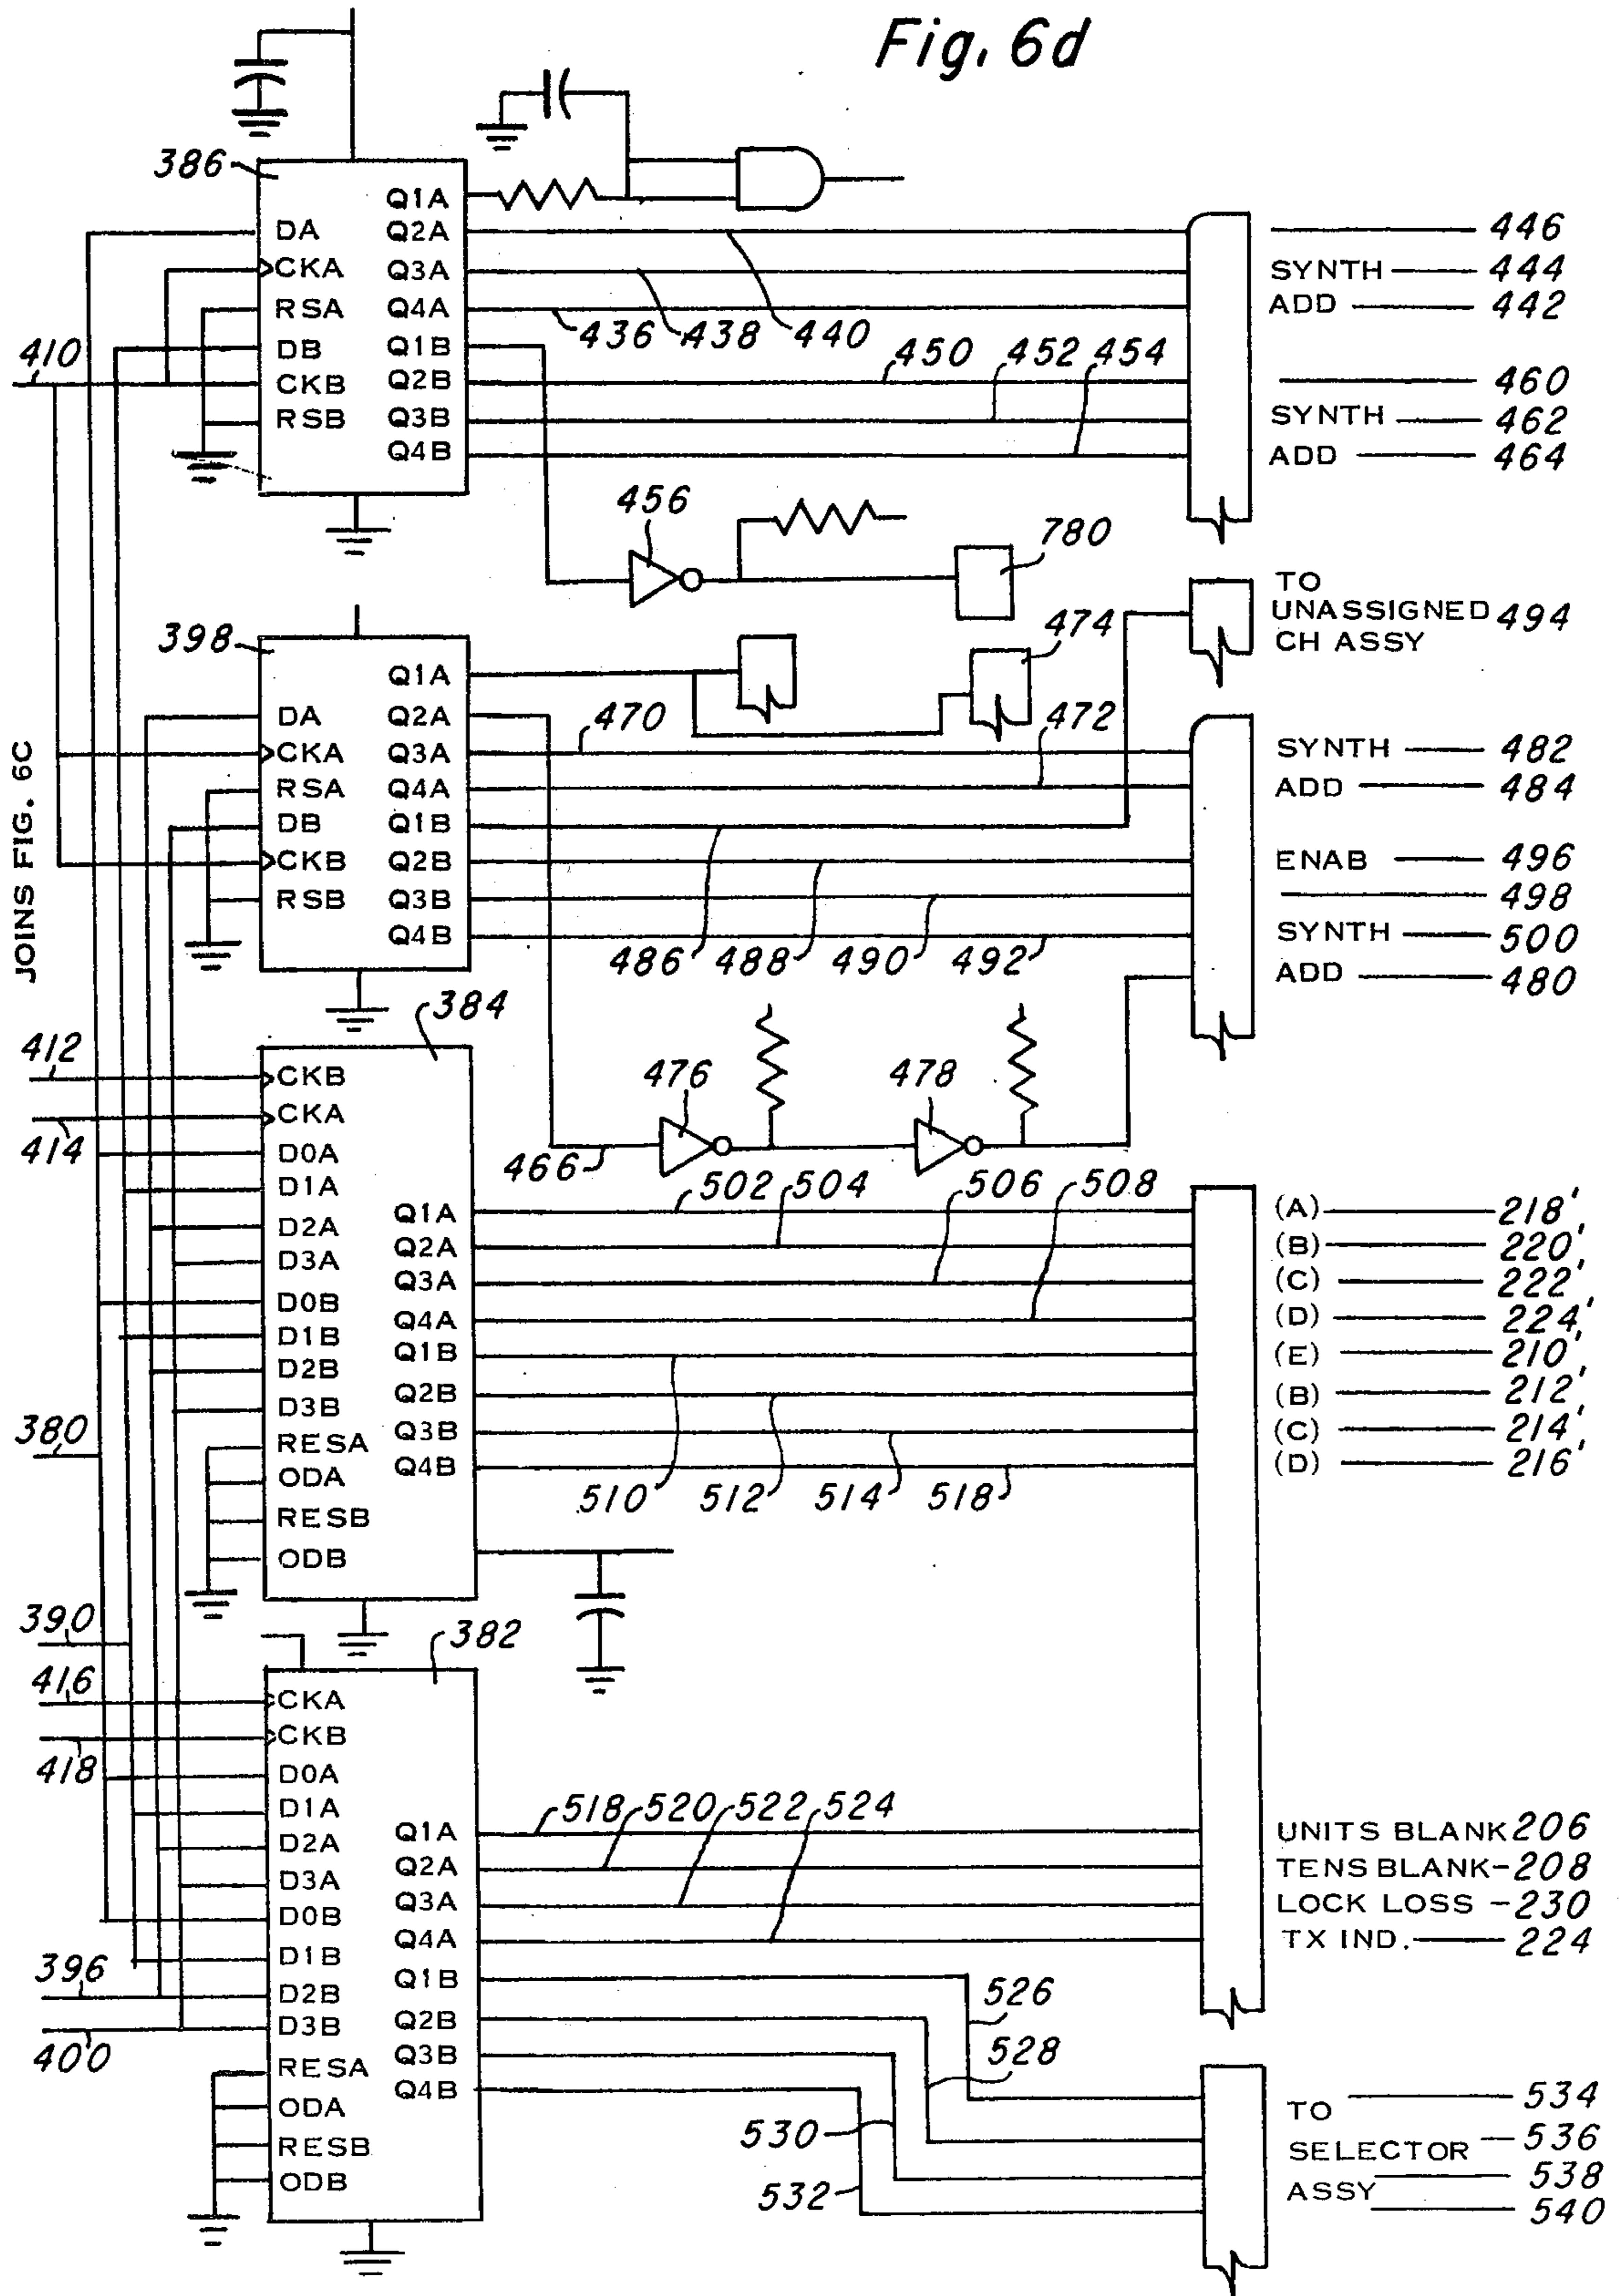 Fig. 6d
386
Q1A
DA Q2A 446
CKA Q3A SYNTH 444
RSA Q4A ADD 442
436 438 440
410 DB Q1B 450 452 454
CKB Q2B 460
RSB Q3B SYNTH 462
Q4B ADD 464
456
780
TO
UNASSIGNED 494
CH ASSY
398 474
Q1A
DA Q2A 470 472
CKA Q3A SYNTH 482
RSA Q4A ADD 484
DB Q1B
CKB Q2B ENAB 496
RSB Q3B 498
Q4B SYNTH 500
486 488 490 492
ADD 480
JOINS FIG. 6C
384
412 CKB
476 478
414 CKA
466
D0A 502 504 506 508
D1A Q1A (A) 218'
D2A Q2A (B) 220'
D3A Q3A (C) 222'
D0B Q4A (D) 224'
D1B Q1B (E) 210'
D2B Q2B (B) 212'
D3B Q3B (C) 214'
380 RESA Q4B (D) 216'
510 512 514 518
ODA
RESB
ODB
390
382
416 CKA
418 CKB
D0A
D1A 518 520 522 524
D2A Q1A UNITS BLANK 206
D3A Q2A TENS BLANK-208
D0B Q3A LOCK LOSS -230
D1B Q4A TX IND. 224
396 D2B Q1B 526
400 D3B Q2B
RESA Q3B 528
ODA Q4B TO 534
RESB 530 SELECTOR 536
ODB 532 ASSY 538
540